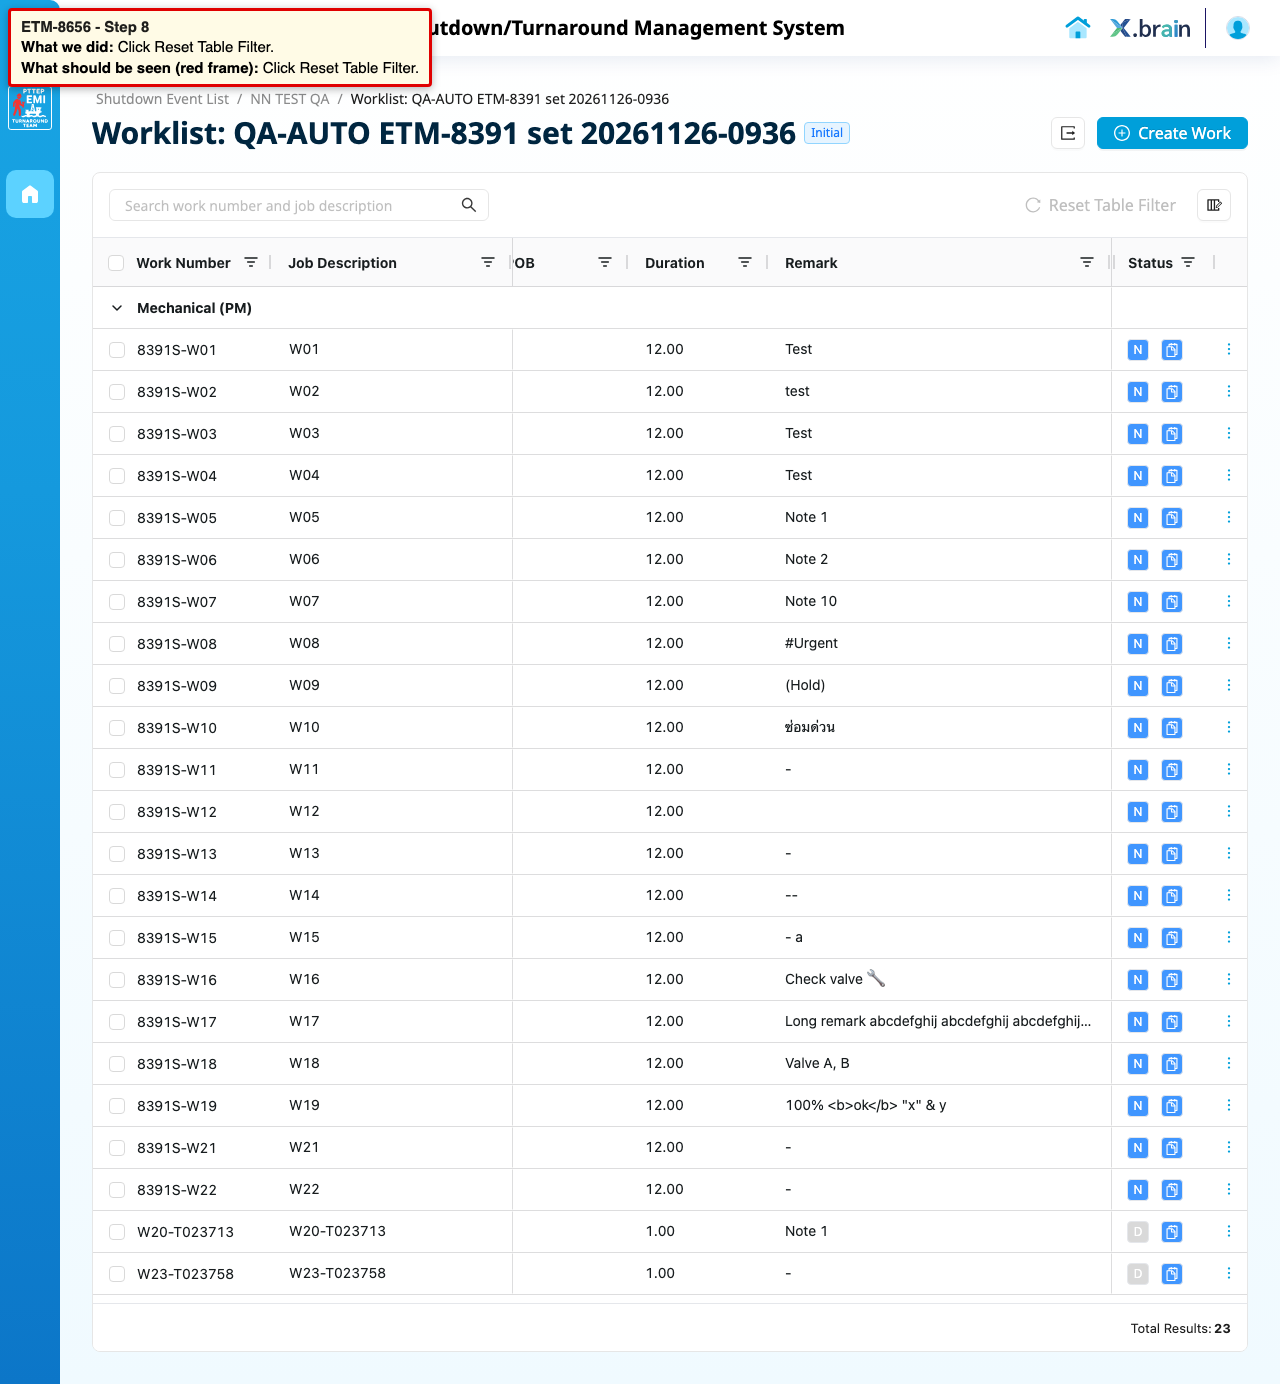 ETM-8656 - Step 8
What we did: Click Reset Table Filter.
What should be seen (red frame): Click Reset Table Filter.
utdown/Turnaround Management System
X.brain
PTTEP
EMI
TURNAROUND
TEAM
Shutdown Event List / NN TEST QA / Worklist: QA-AUTO ETM-8391 set 20261126-0936
Worklist: QA-AUTO ETM-8391 set 20261126-0936 Initial
Create Work
Search work number and job description
Reset Table Filter
Work Number Job Description POB Duration Remark Status
Mechanical (PM)
8391S-W01 W01 12.00 Test N
8391S-W02 W02 12.00 test N
8391S-W03 W03 12.00 Test N
8391S-W04 W04 12.00 Test N
8391S-W05 W05 12.00 Note 1 N
8391S-W06 W06 12.00 Note 2 N
8391S-W07 W07 12.00 Note 10 N
8391S-W08 W08 12.00 #Urgent N
8391S-W09 W09 12.00 (Hold) N
8391S-W10 W10 12.00 ซ่อมด่วน N
8391S-W11 W11 12.00 - N
8391S-W12 W12 12.00 N
8391S-W13 W13 12.00 - N
8391S-W14 W14 12.00 -- N
8391S-W15 W15 12.00 - a N
8391S-W16 W16 12.00 Check valve 🔧 N
8391S-W17 W17 12.00 Long remark abcdefghij abcdefghij abcdefghij... N
8391S-W18 W18 12.00 Valve A, B N
8391S-W19 W19 12.00 100% <b>ok</b> "x" & y N
8391S-W21 W21 12.00 - N
8391S-W22 W22 12.00 - N
W20-T023713 W20-T023713 1.00 Note 1 D
W23-T023758 W23-T023758 1.00 - D
Total Results: 23